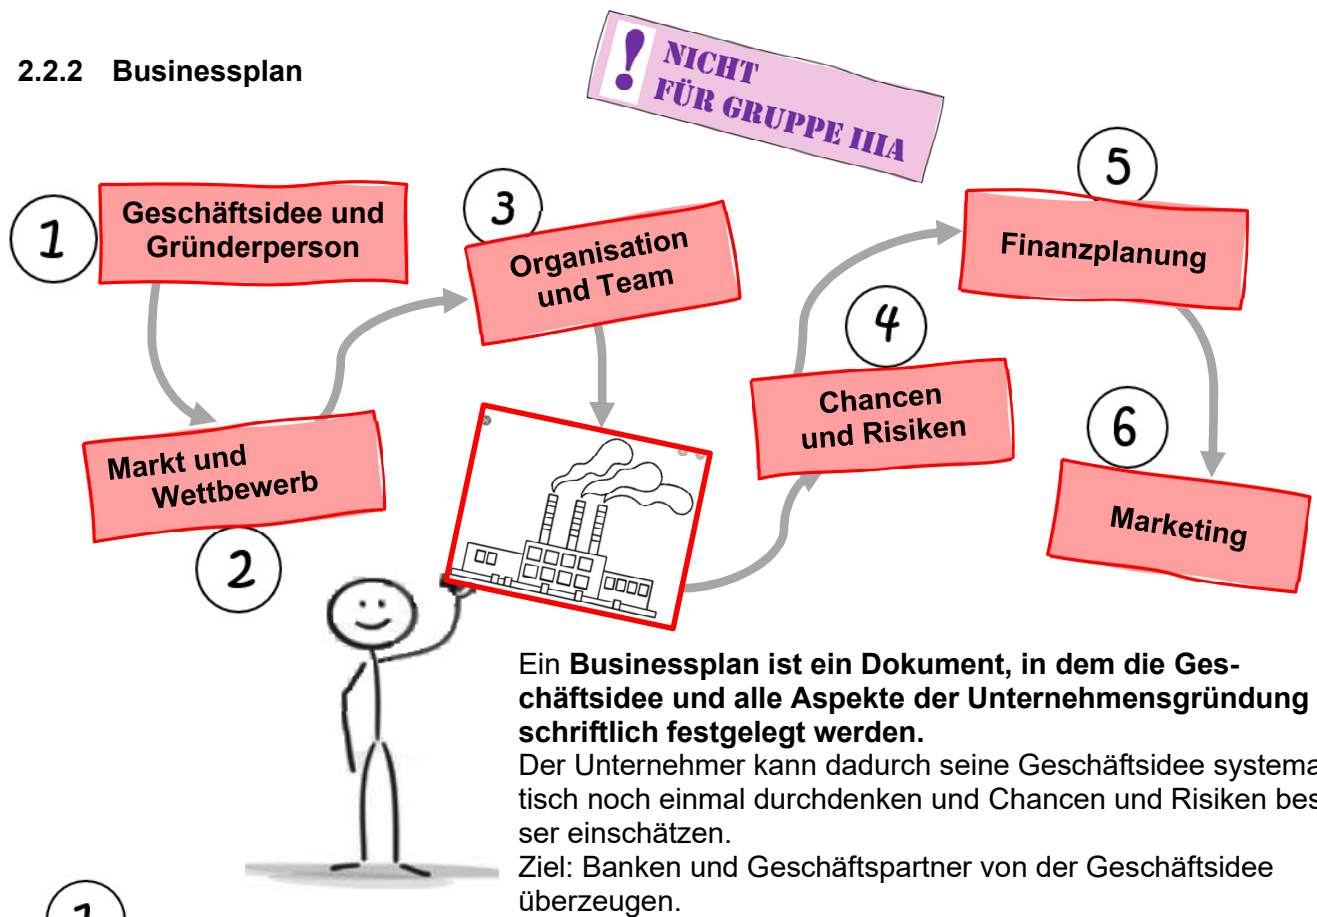 2.2.2 Businessplan
NICHT
FÜR GRUPPE IIIA
1
Geschäftsidee und
Gründerperson
Markt und
Wettbewerb
2
3
Organisation
und Team
4
Chancen
und Risiken
5
Finanzplanung
6
Marketing
Ein Businessplan ist ein Dokument, in dem die Ges-
chäftsidee und alle Aspekte der Unternehmensgründung
schriftlich festgelegt werden.
Der Unternehmer kann dadurch seine Geschäftsidee systema
tisch noch einmal durchdenken und Chancen und Risiken bes
ser einschätzen.
Ziel: Banken und Geschäftspartner von der Geschäftsidee
überzeugen.
1